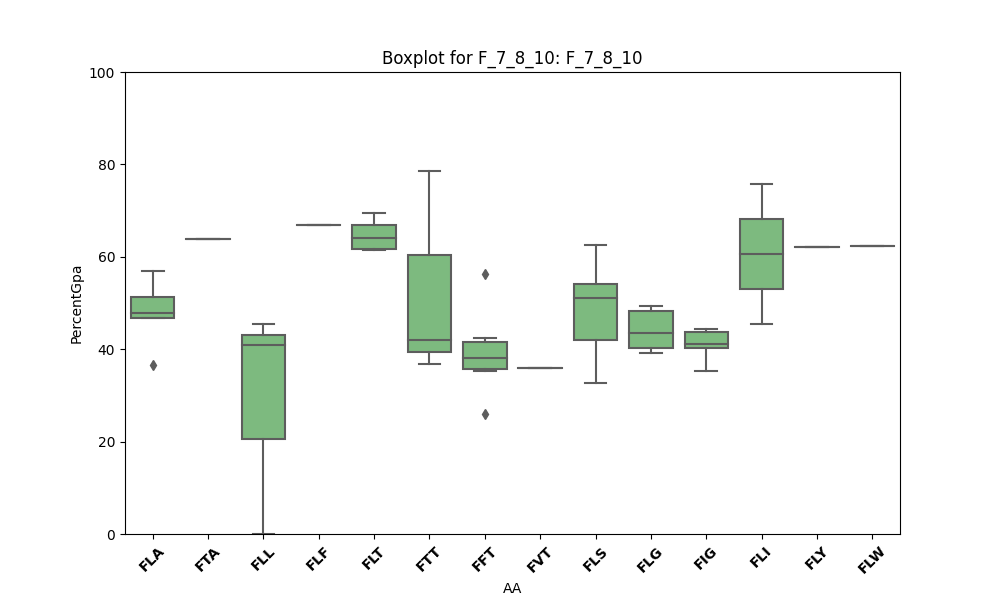 Boxplot for F_7_8_10: F_7_8_10
100
80
60
40
20
0
PercentGpa
FLA FTA FLL FLF FLT FTT FFT FVT FLS FLG FIG FLI FLY FLW
AA